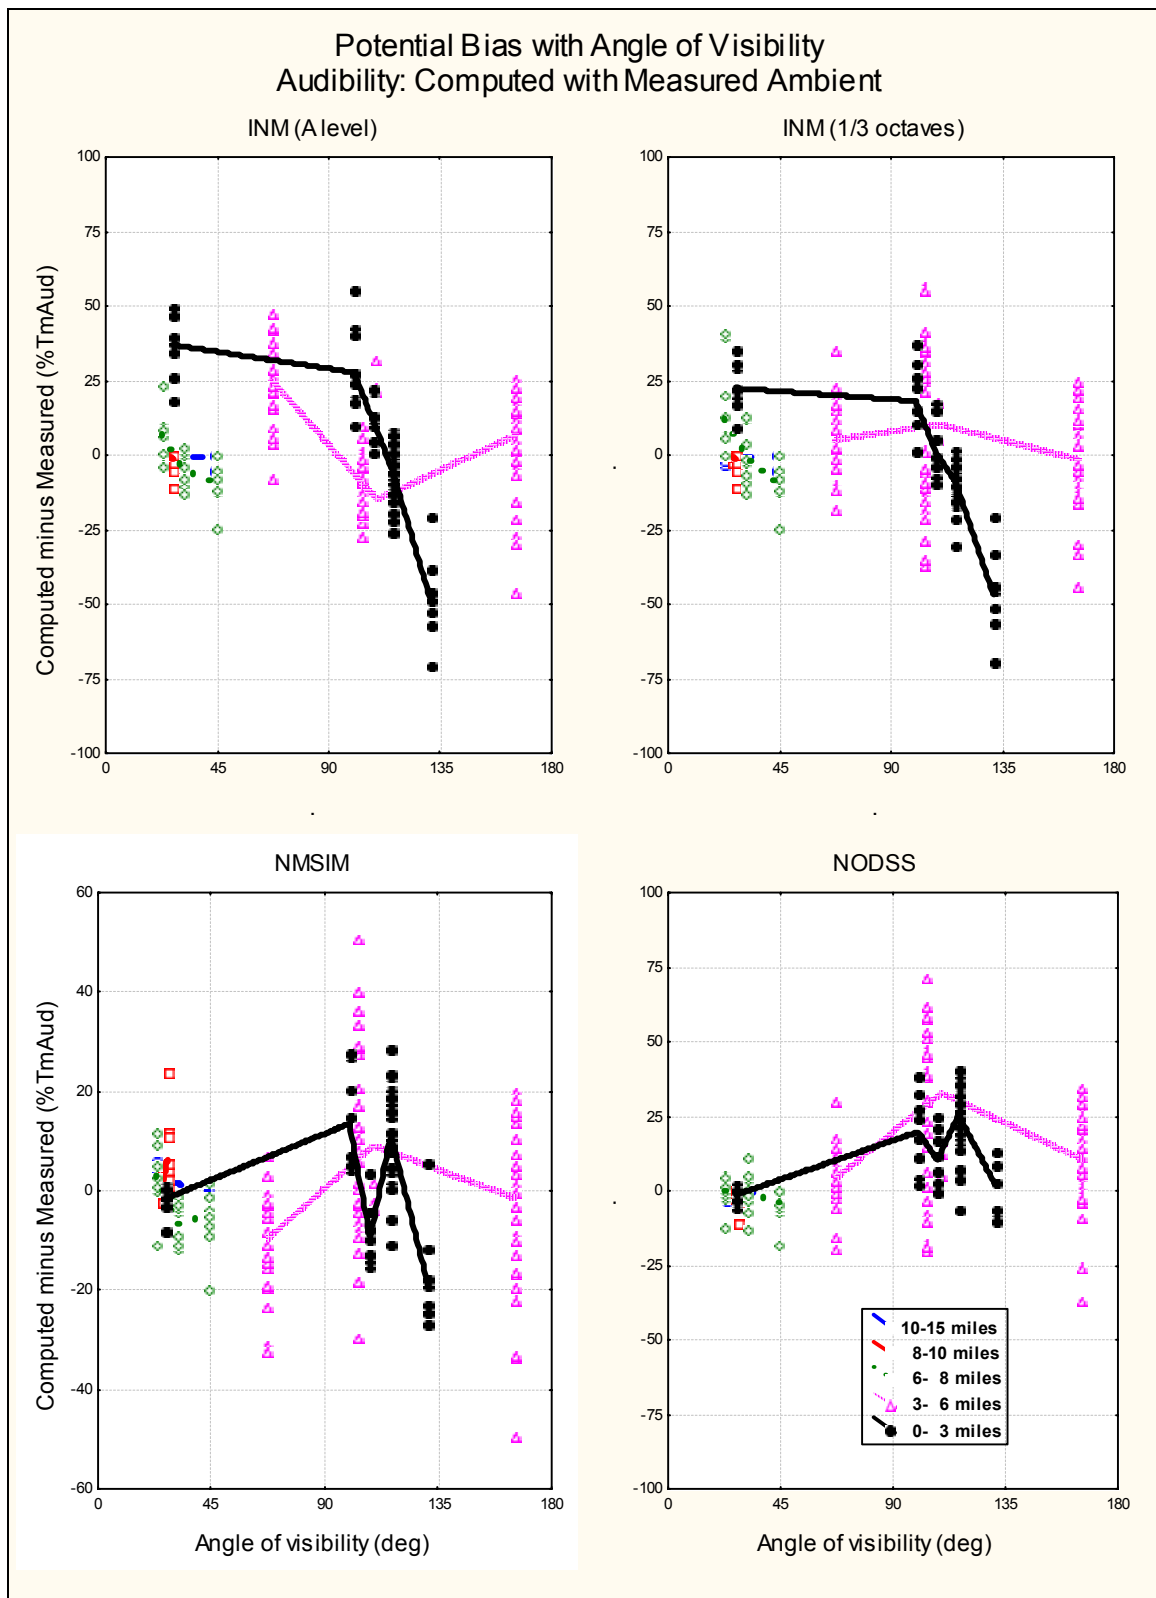 Potential Bias with Angle of Visibility
Audibility: Computed with Measured Ambient
INM (A level)
INM (1/3 octaves)
Computed minus Measured (%TmAud)
100
75
50
25
0
-25
-50
-75
-100
0 45 90 135 180
100
75
50
25
0
-25
-50
-75
-100
0 45 90 135 180
NMSIM
NODSS
Computed minus Measured (%TmAud)
60
40
20
0
-20
-40
-60
0 45 90 135 180
Angle of visibility (deg)
100
75
50
25
0
-25
-50
-75
-100
0 45 90 135 180
Angle of visibility (deg)
10-15 miles
8-10 miles
6- 8 miles
3- 6 miles
0- 3 miles